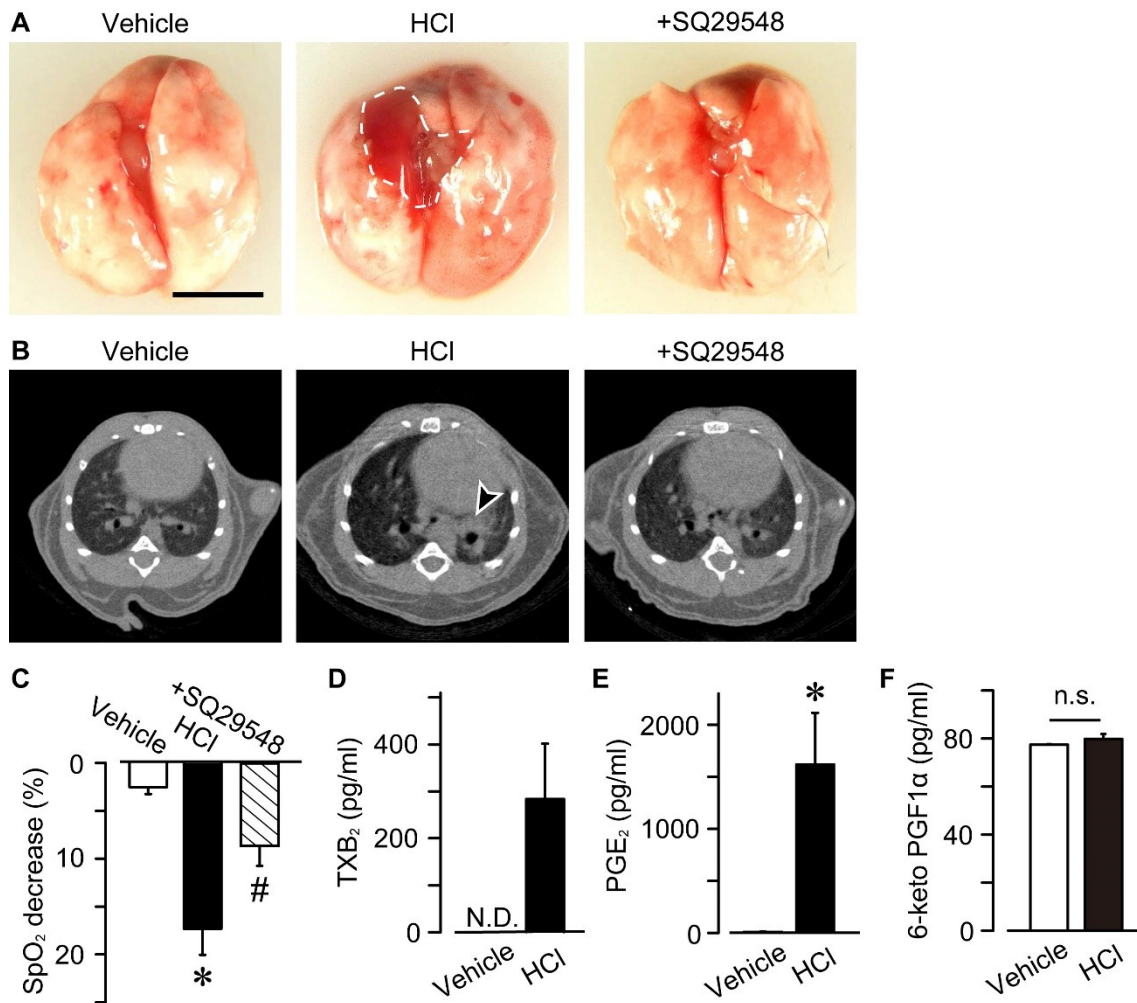 A
Vehicle
HCl
+SQ29548
B
Vehicle
HCl
+SQ29548
C
Vehicle
HCl
+SQ29548
0
10
20
SpO₂ decrease (%)
*
#
D
TXB₂ (pg/ml)
400
200
0
N.D.
Vehicle
HCl
E
PGE₂ (pg/ml)
2000
1000
0
*
Vehicle
HCl
F
6-keto PGF1α (pg/ml)
80
40
0
n.s.
Vehicle
HCl